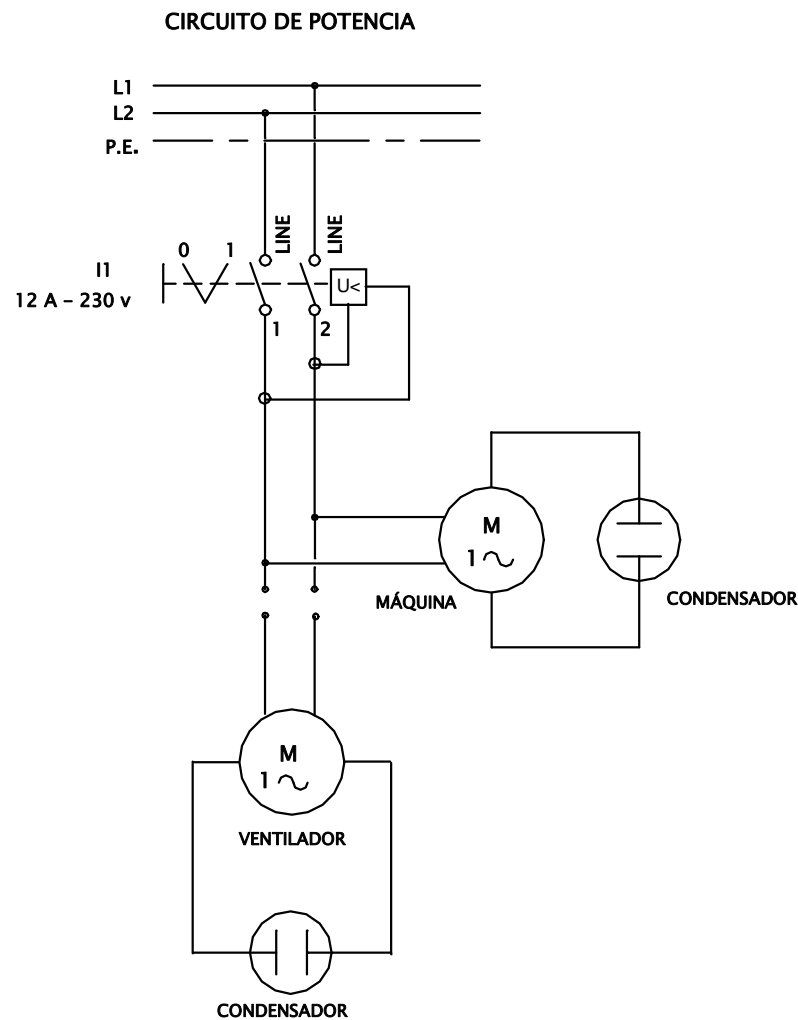 CIRCUITO DE POTENCIA
L1
L2
P.E.
LINE
LINE
0
1
I1
12 A – 230 v
U<
1
2
M
1
MÁQUINA
CONDENSADOR
M
1
VENTILADOR
CONDENSADOR